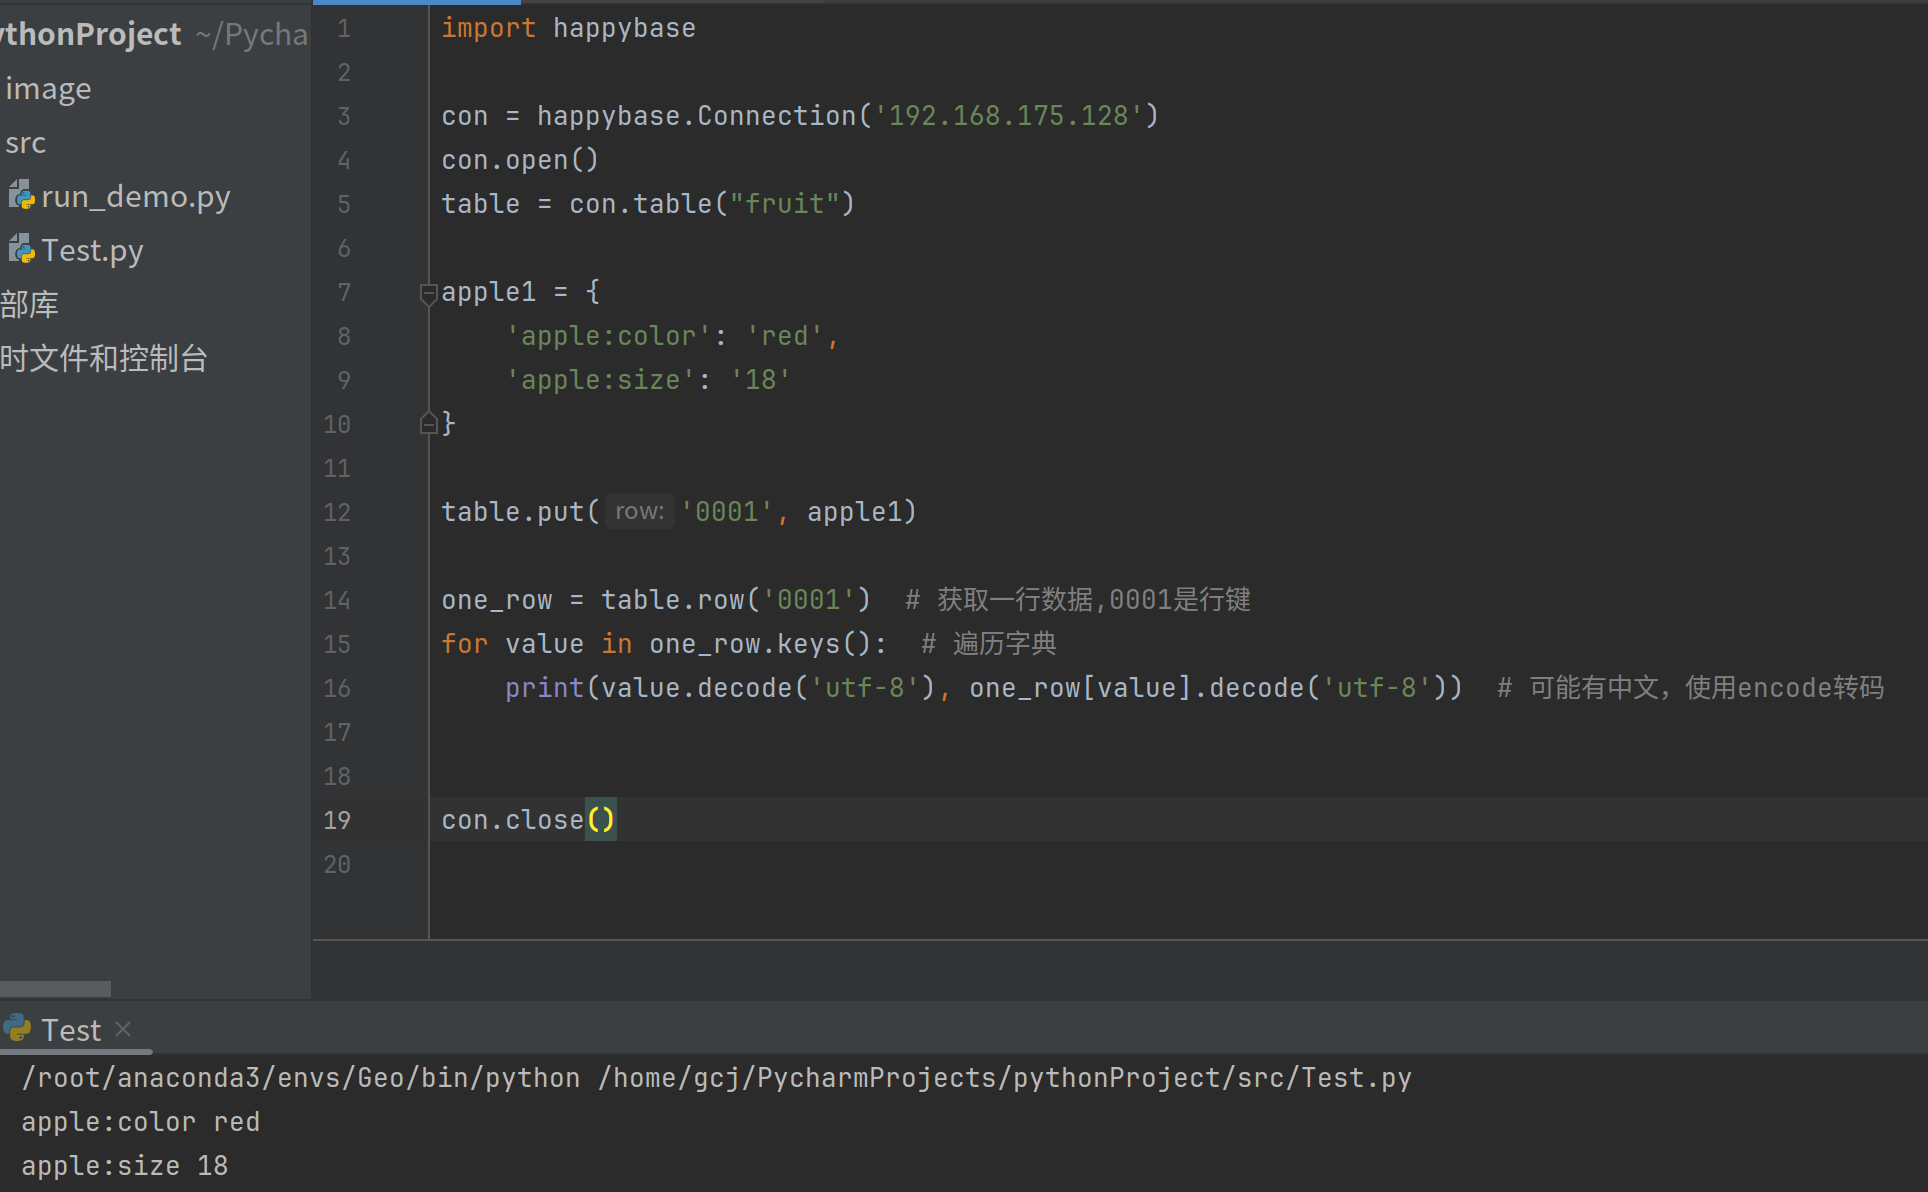 ythonProject ~/Pycha
image
src
run_demo.py
Test.py
部库
时文件和控制台
1 import happybase
2
3 con = happybase.Connection('192.168.175.128')
4 con.open()
5 table = con.table("fruit")
6
7 apple1 = {
8 'apple:color': 'red',
9 'apple:size': '18'
10 }
11
12 table.put( row: '0001', apple1)
13
14 one_row = table.row('0001') # 获取一行数据,0001是行键
15 for value in one_row.keys(): # 遍历字典
16 print(value.decode('utf-8'), one_row[value].decode('utf-8')) # 可能有中文，使用encode转码
17
18
19 con.close()
20
Test ×
/root/anaconda3/envs/Geo/bin/python /home/gcj/PycharmProjects/pythonProject/src/Test.py
apple:color red
apple:size 18